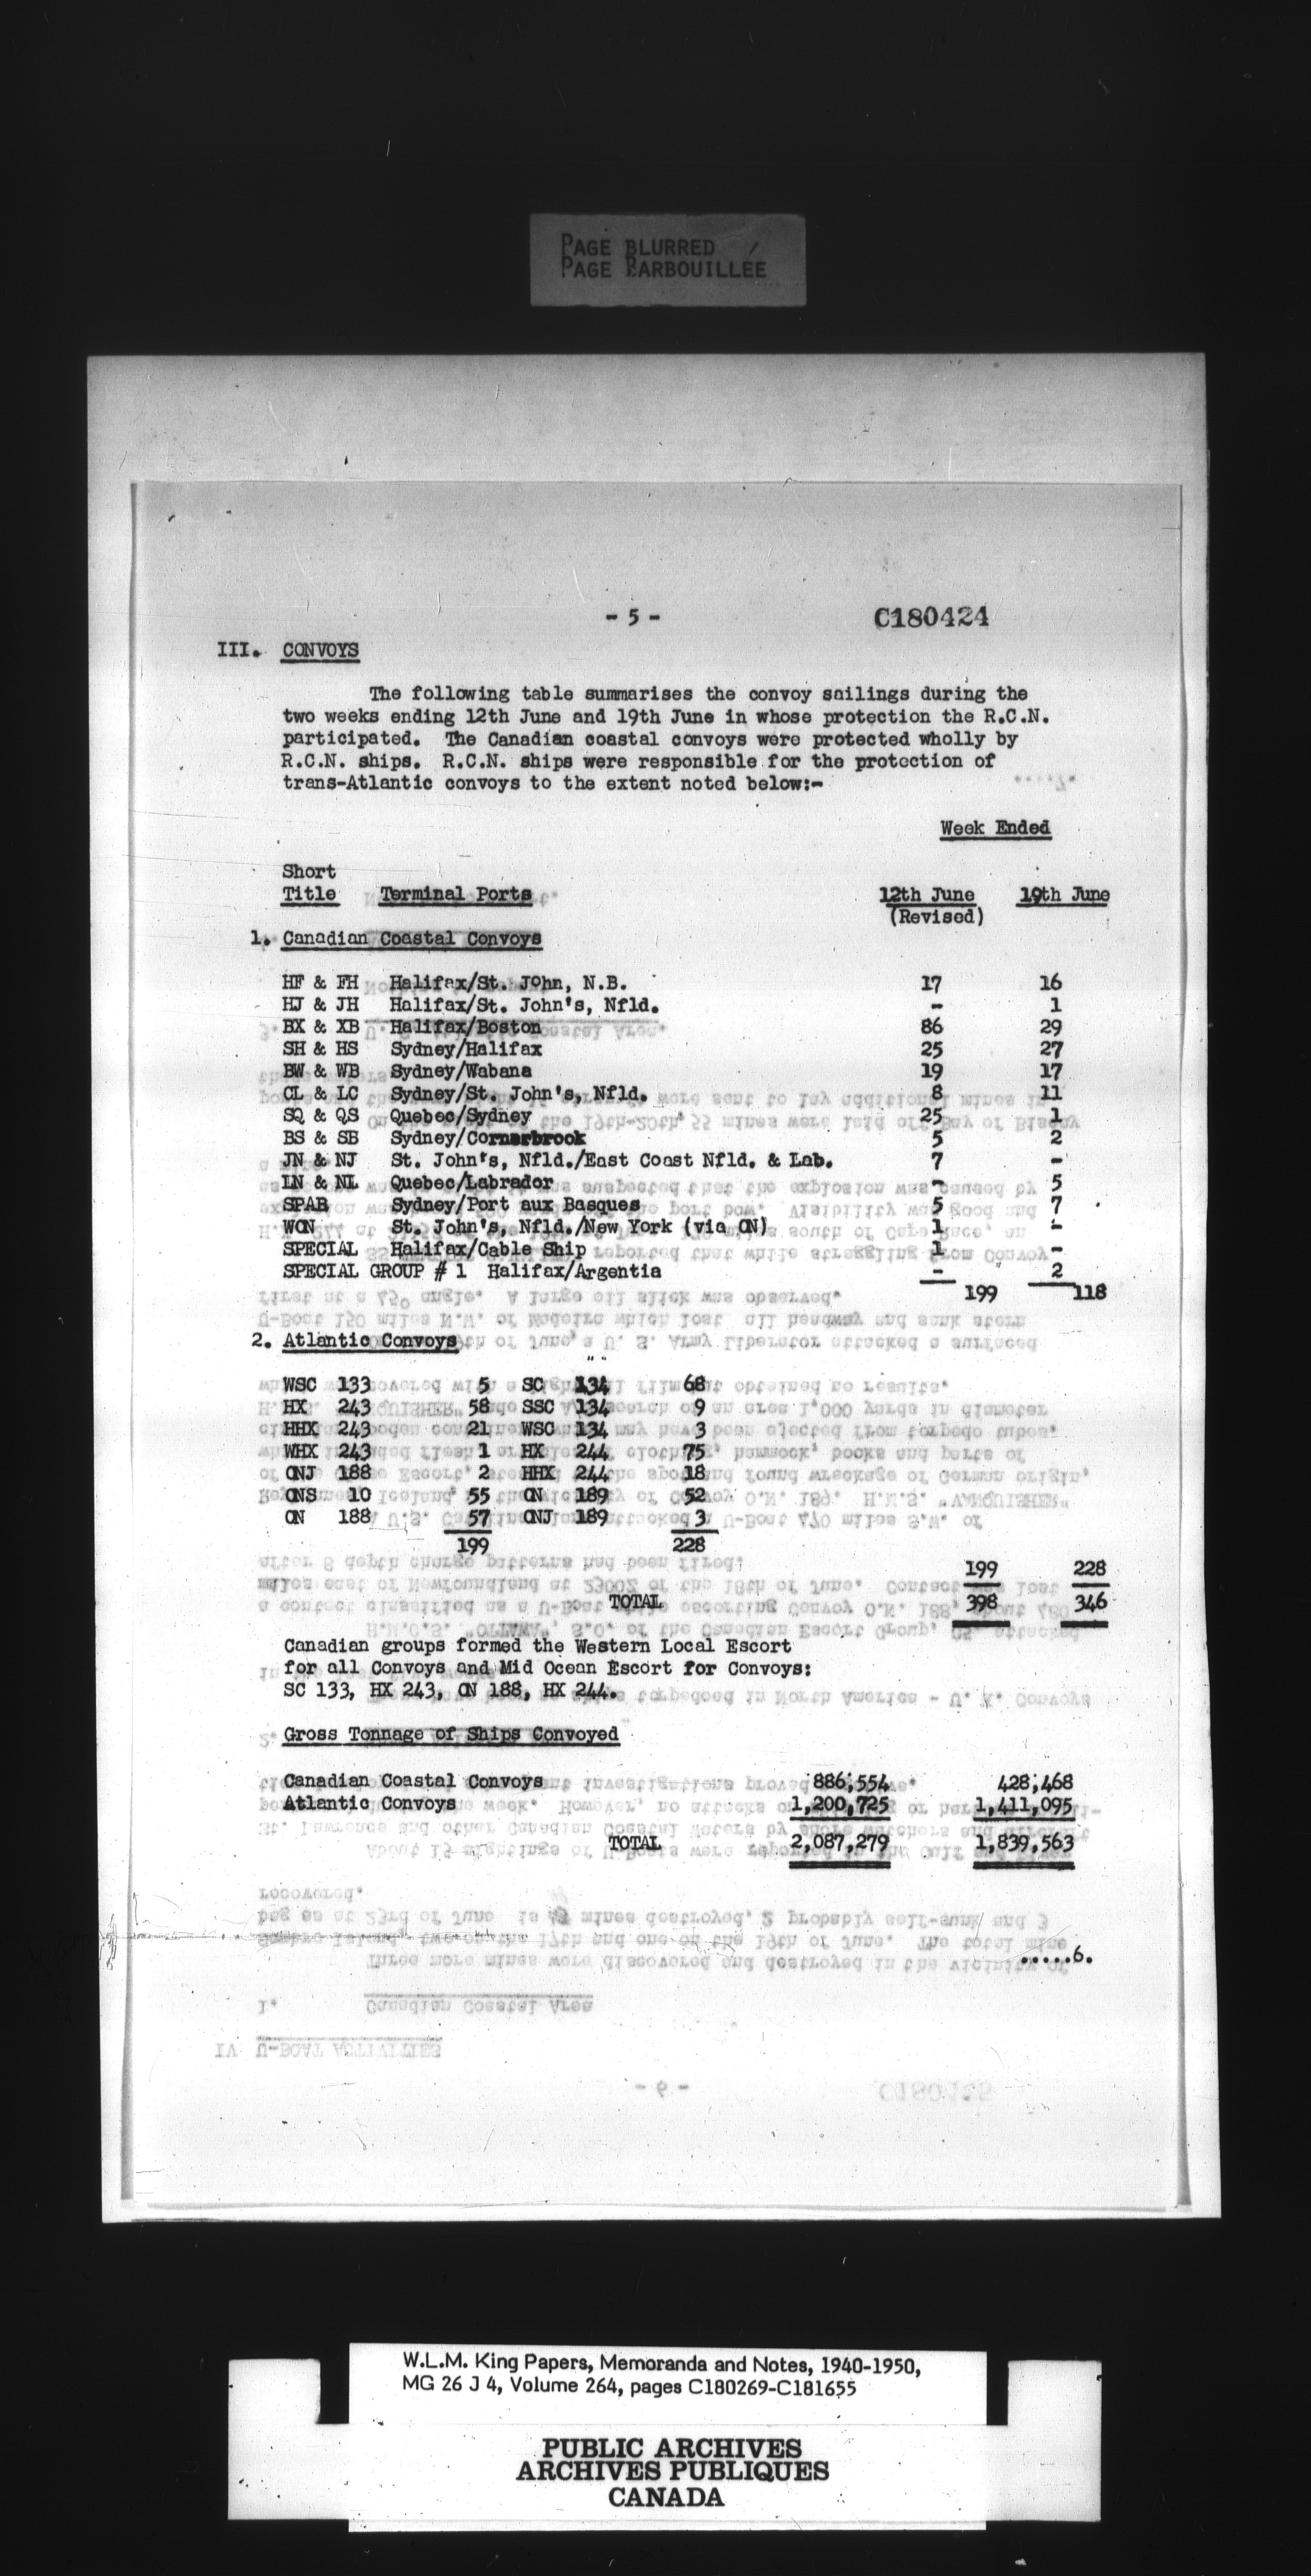 PAGE BLURRED
PAGE BARBOUILLÉE
- 5 - C180424
III. CONVOYS
The following table summarises the convoy sailings during the
two weeks ending 12th June and 19th June in whose protection the R.C.N.
participated. The Canadian coastal convoys were protected wholly by
R.C.N. ships. R.C.N. ships were responsible for the protection of
trans-Atlantic convoys to the extent noted below:-
Week Ended
Short
Title Terminal Ports 12th June 19th June
(Revised)
1. Canadian Coastal Convoys
HF & FH Halifax/St. John, N.B. 17 16
HJ & JH Halifax/St. John's, Nfld. - 1
BX & XB Halifax/Boston 86 29
SH & HS Sydney/Halifax 25 27
BW & WB Sydney/Wabana 19 17
CL & LC Sydney/St. John's, Nfld. 8 11
SQ & QS Quebec/Sydney 25 1
BS & SB Sydney/Cornerbrook 5 2
JN & NJ St. John's, Nfld./East Coast Nfld. & Lab. 7 -
LN & NL Quebec/Labrador - 5
SPAB Sydney/Port aux Basques 5 7
WON St. John's, Nfld./New York (via ON) 1 -
SPECIAL Halifax/Cable Ship 1 -
SPECIAL GROUP # 1 Halifax/Argentia - 2
199 118
2. Atlantic Convoys
WSC 133 5 SC 134 68
HX 243 58 SSC 134 9
HHX 243 21 WSC 134 3
WHX 243 1 HX 244 75
ONJ 188 2 HHX 244 18
ONS 10 55 ON 189 52
ON 188 57 ONJ 189 3
199 228
199 228
TOTAL 398 346
Canadian groups formed the Western Local Escort
for all Convoys and Mid Ocean Escort for Convoys:
SC 133, HX 243, ON 188, HX 244.
Gross Tonnage of Ships Convoyed
Canadian Coastal Convoys 886,554 428,468
Atlantic Convoys 1,200,725 1,411,095
TOTAL 2,087,279 1,839,563
.....6.
W.L.M. King Papers, Memoranda and Notes, 1940-1950,
MG 26 J 4, Volume 264, pages C180269-C181655
PUBLIC ARCHIVES
ARCHIVES PUBLIQUES
CANADA